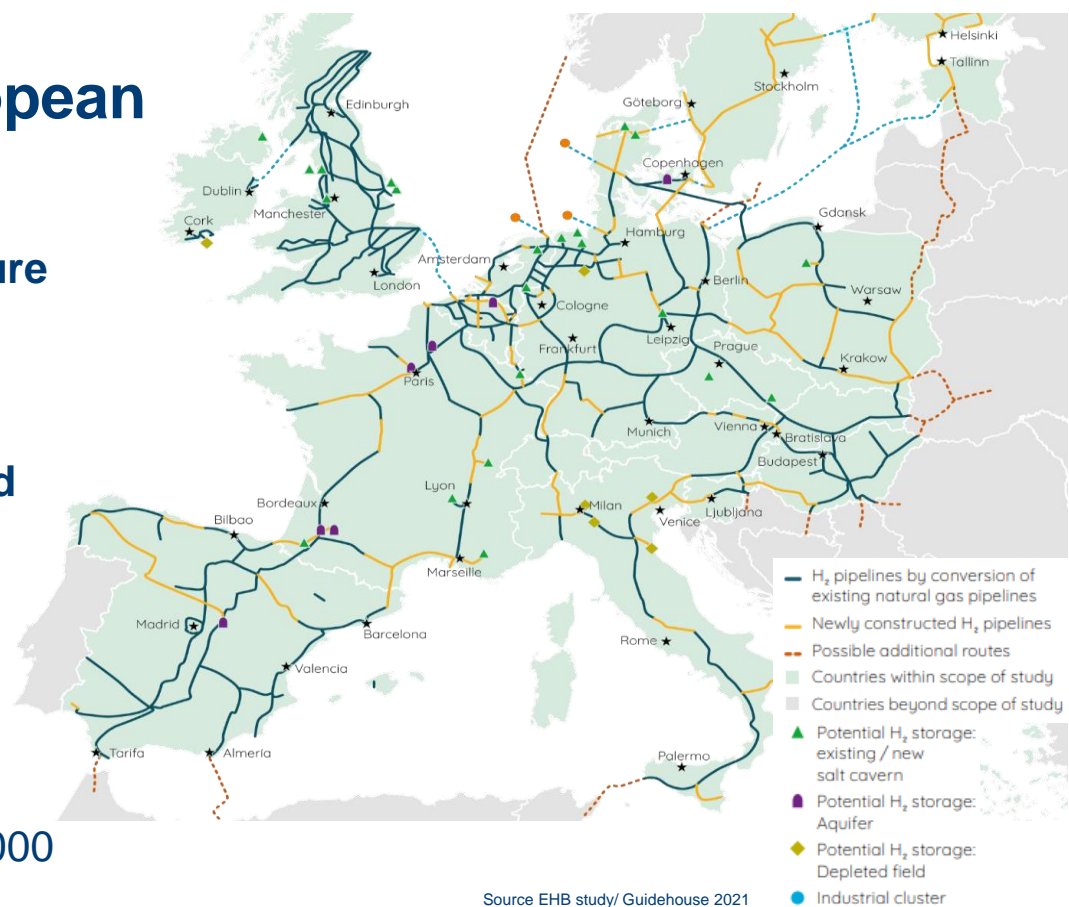 opean
ure
d
000
Helsinki
Tallinn
Stockholm
Göteborg
Edinburgh
Copenhagen
Dublin
Manchester
Cork
Gdansk
Hamburg
Amsterdam
London
Berlin
Warsaw
Cologne
Leipzig
Frankfurt
Prague
Krakow
Paris
Munich
Vienna
Bratislava
Budapest
Lyon
Bordeaux
Milan
Venice
Ljubljana
Bilbao
Marseille
Madrid
Barcelona
Rome
Valencia
Tarifa
Almería
Palermo
H₂ pipelines by conversion of
existing natural gas pipelines
Newly constructed H₂ pipelines
Possible additional routes
Countries within scope of study
Countries beyond scope of study
Potential H₂ storage:
existing / new
salt cavern
Potential H₂ storage:
Aquifer
Potential H₂ storage:
Depleted field
Industrial cluster
Source EHB study/ Guidehouse 2021